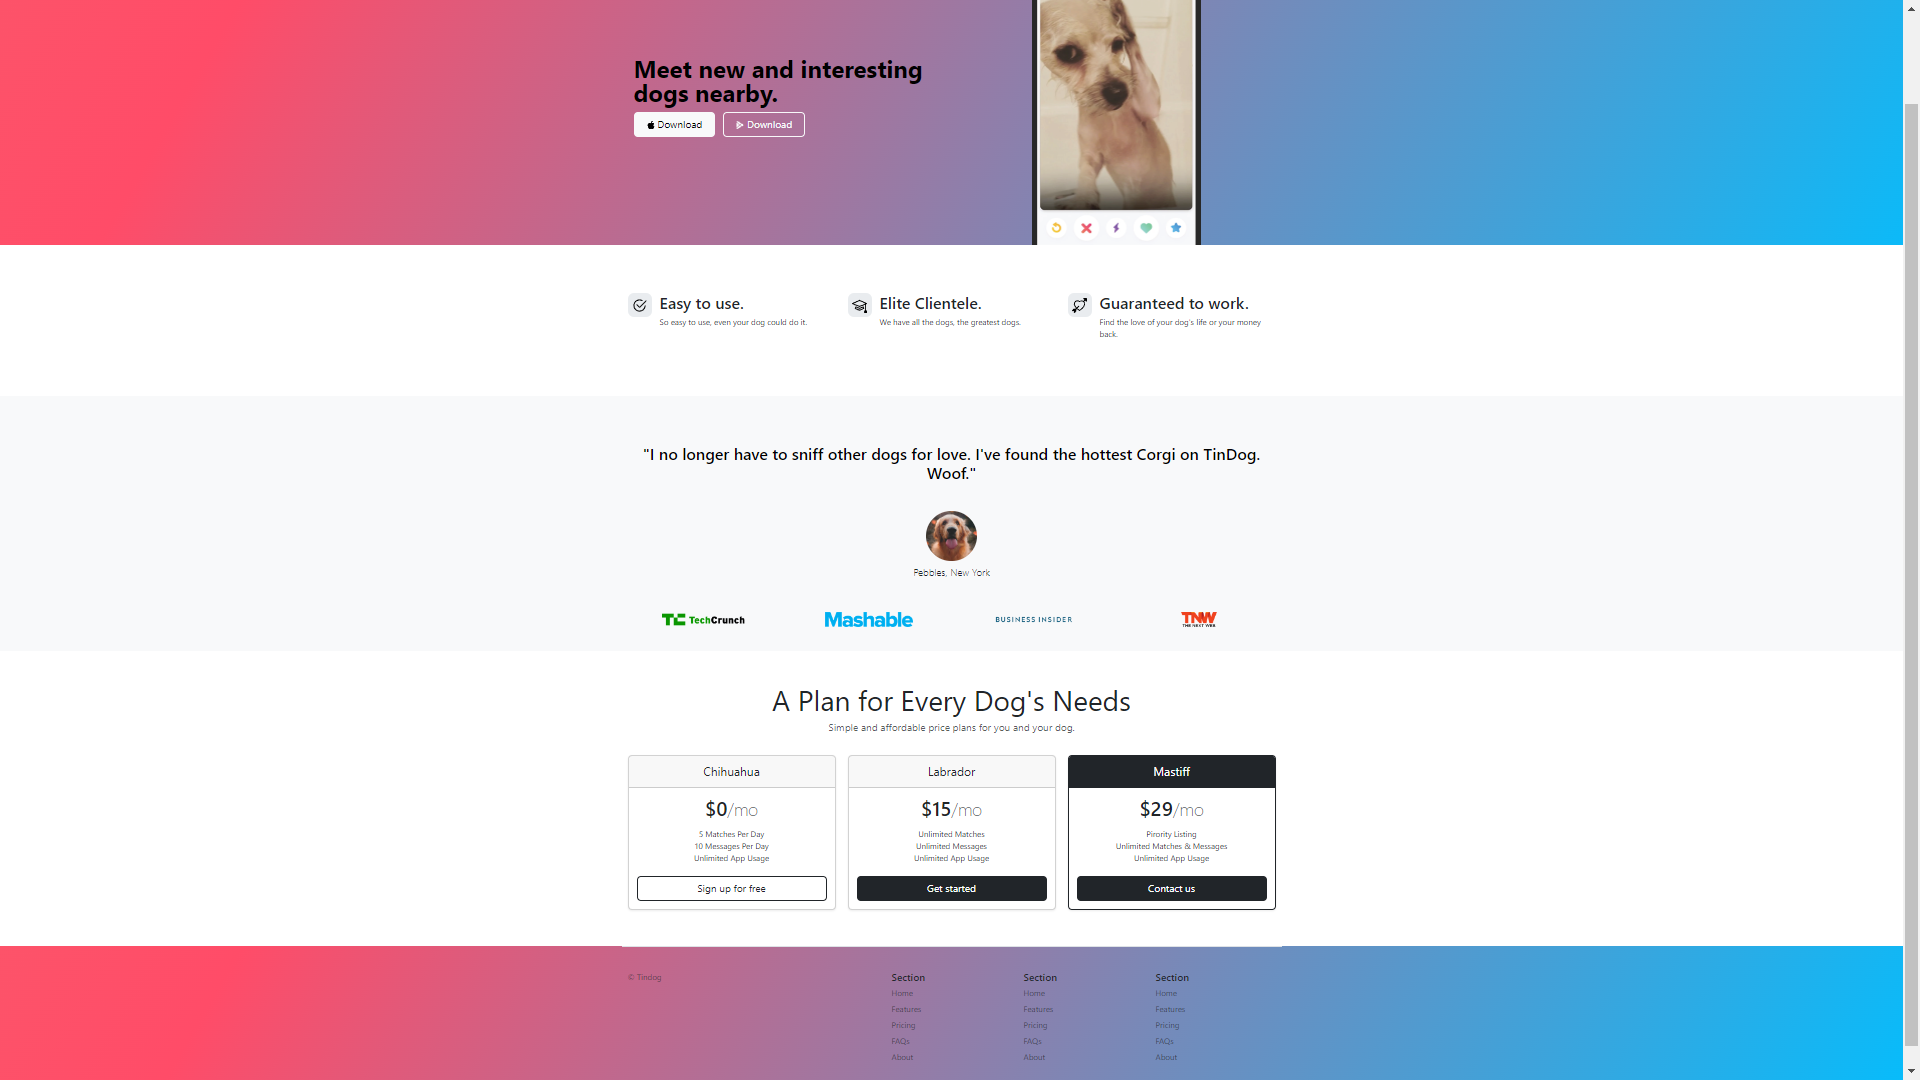 Meet new and interesting
dogs nearby.
Download Download
Easy to use.
So easy to use, even your dog could do it.
Elite Clientele.
We have all the dogs, the greatest dogs.
Guaranteed to work.
Find the love of your dog's life or your money
back.
"I no longer have to sniff other dogs for love. I've found the hottest Corgi on TinDog.
Woof."
Pebbles, New York
TC TechCrunch
Mashable
BUSINESS INSIDER
TNW
THE NEXT WEB
A Plan for Every Dog's Needs
Simple and affordable price plans for you and your dog.
Chihuahua
$0/mo
5 Matches Per Day
10 Messages Per Day
Unlimited App Usage
Sign up for free
Labrador
$15/mo
Unlimited Matches
Unlimited Messages
Unlimited App Usage
Get started
Mastiff
$29/mo
Pirority Listing
Unlimited Matches & Messages
Unlimited App Usage
Contact us
© Tindog
Section
Home
Features
Pricing
FAQs
About
Section
Home
Features
Pricing
FAQs
About
Section
Home
Features
Pricing
FAQs
About